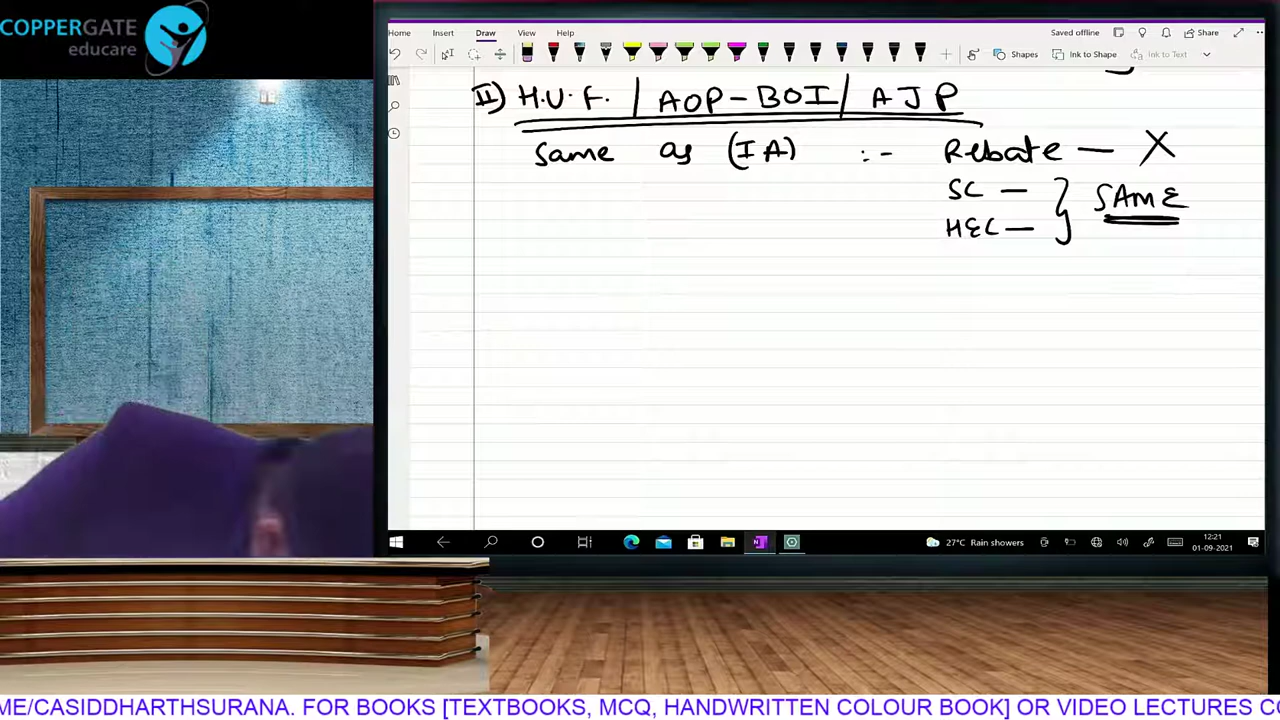 COPPERGATE
educare
Home Insert Draw View Help
Saved offline
Share
Shapes
Ink to Shape
Ink to Text
II) H.U.F. / AOP-BOI / AJP
Same as (IA) :- Rebate — X
SC —
SAME
HEC —
27°C Rain showers
12:21
01-09-2021
ME/CASIDDHARTHSURANA. FOR BOOKS [TEXTBOOKS, MCQ, HANDWRITTEN COLOUR BOOK] OR VIDEO LECTURES CO